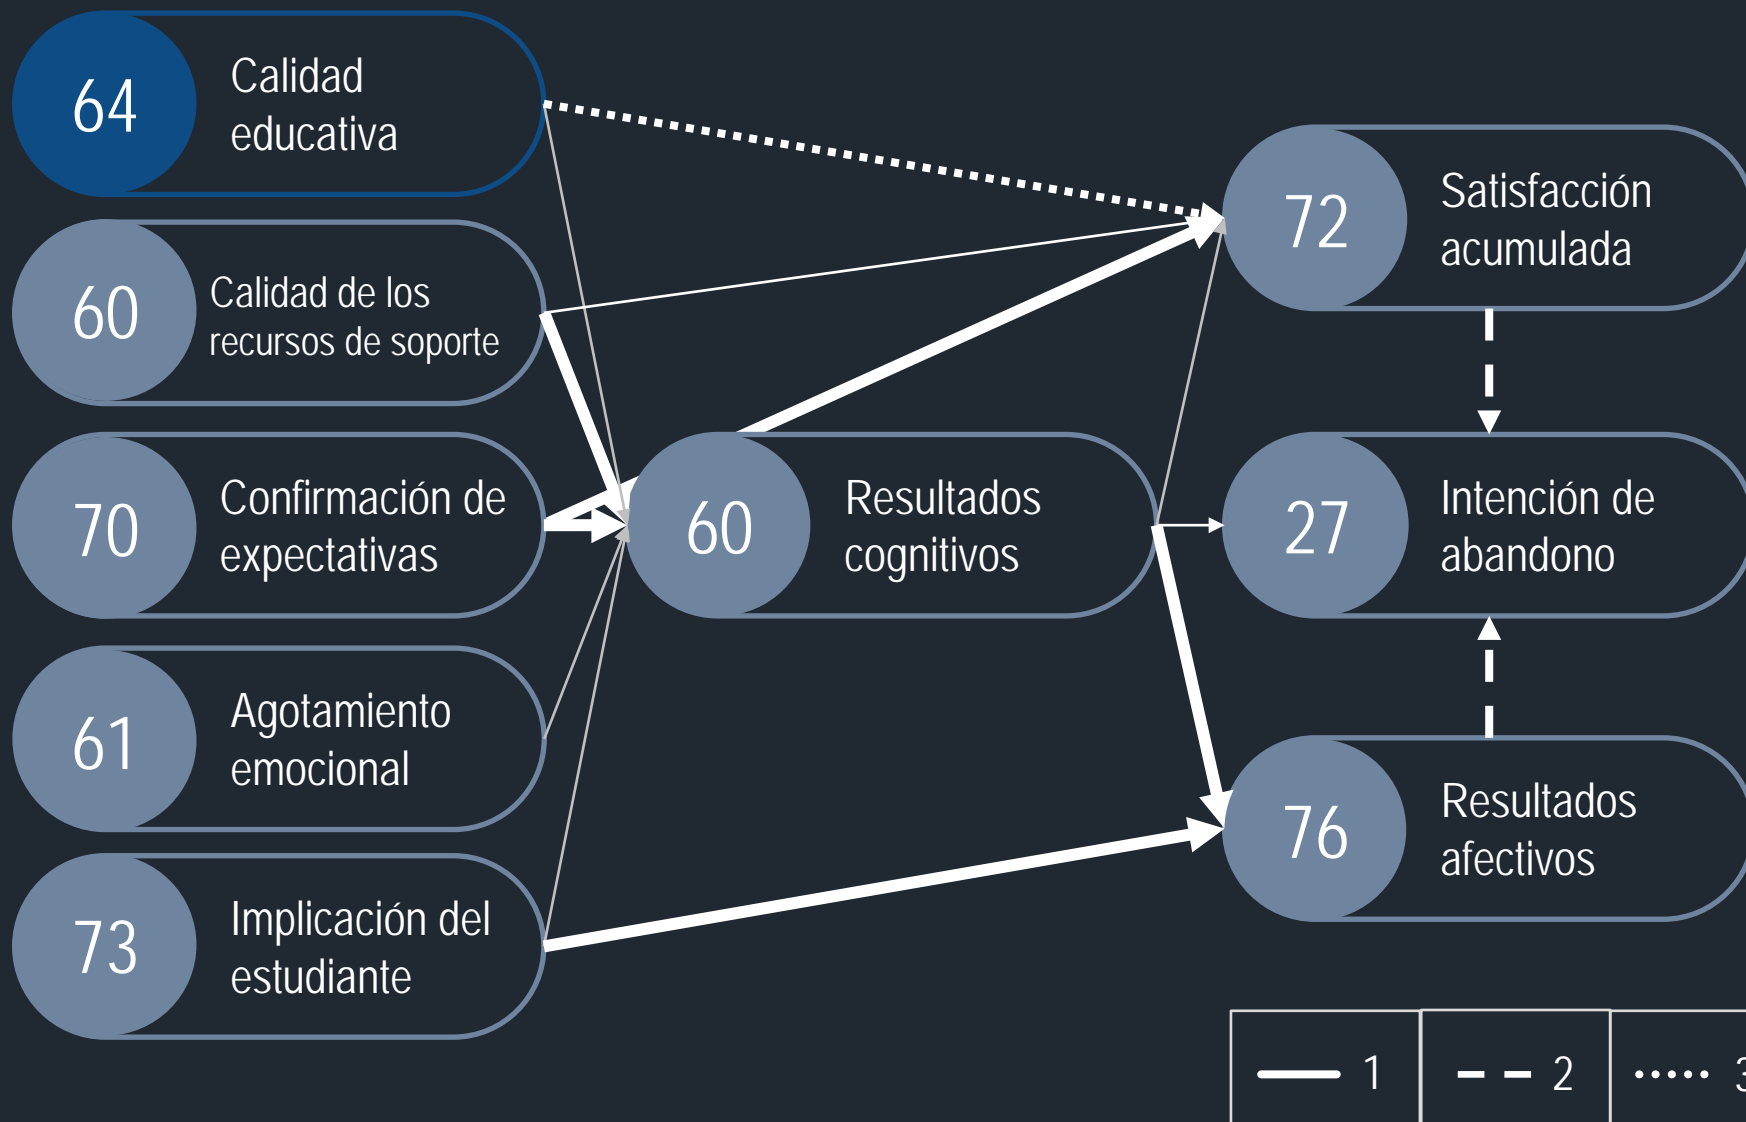 64
Calidad
educativa
60
Calidad de los
recursos de soporte
70
Confirmación de
expectativas
61
Agotamiento
emocional
73
Implicación del
estudiante
60
Resultados
cognitivos
72
Satisfacción
acumulada
27
Intención de
abandono
76
Resultados
afectivos
1
2
3